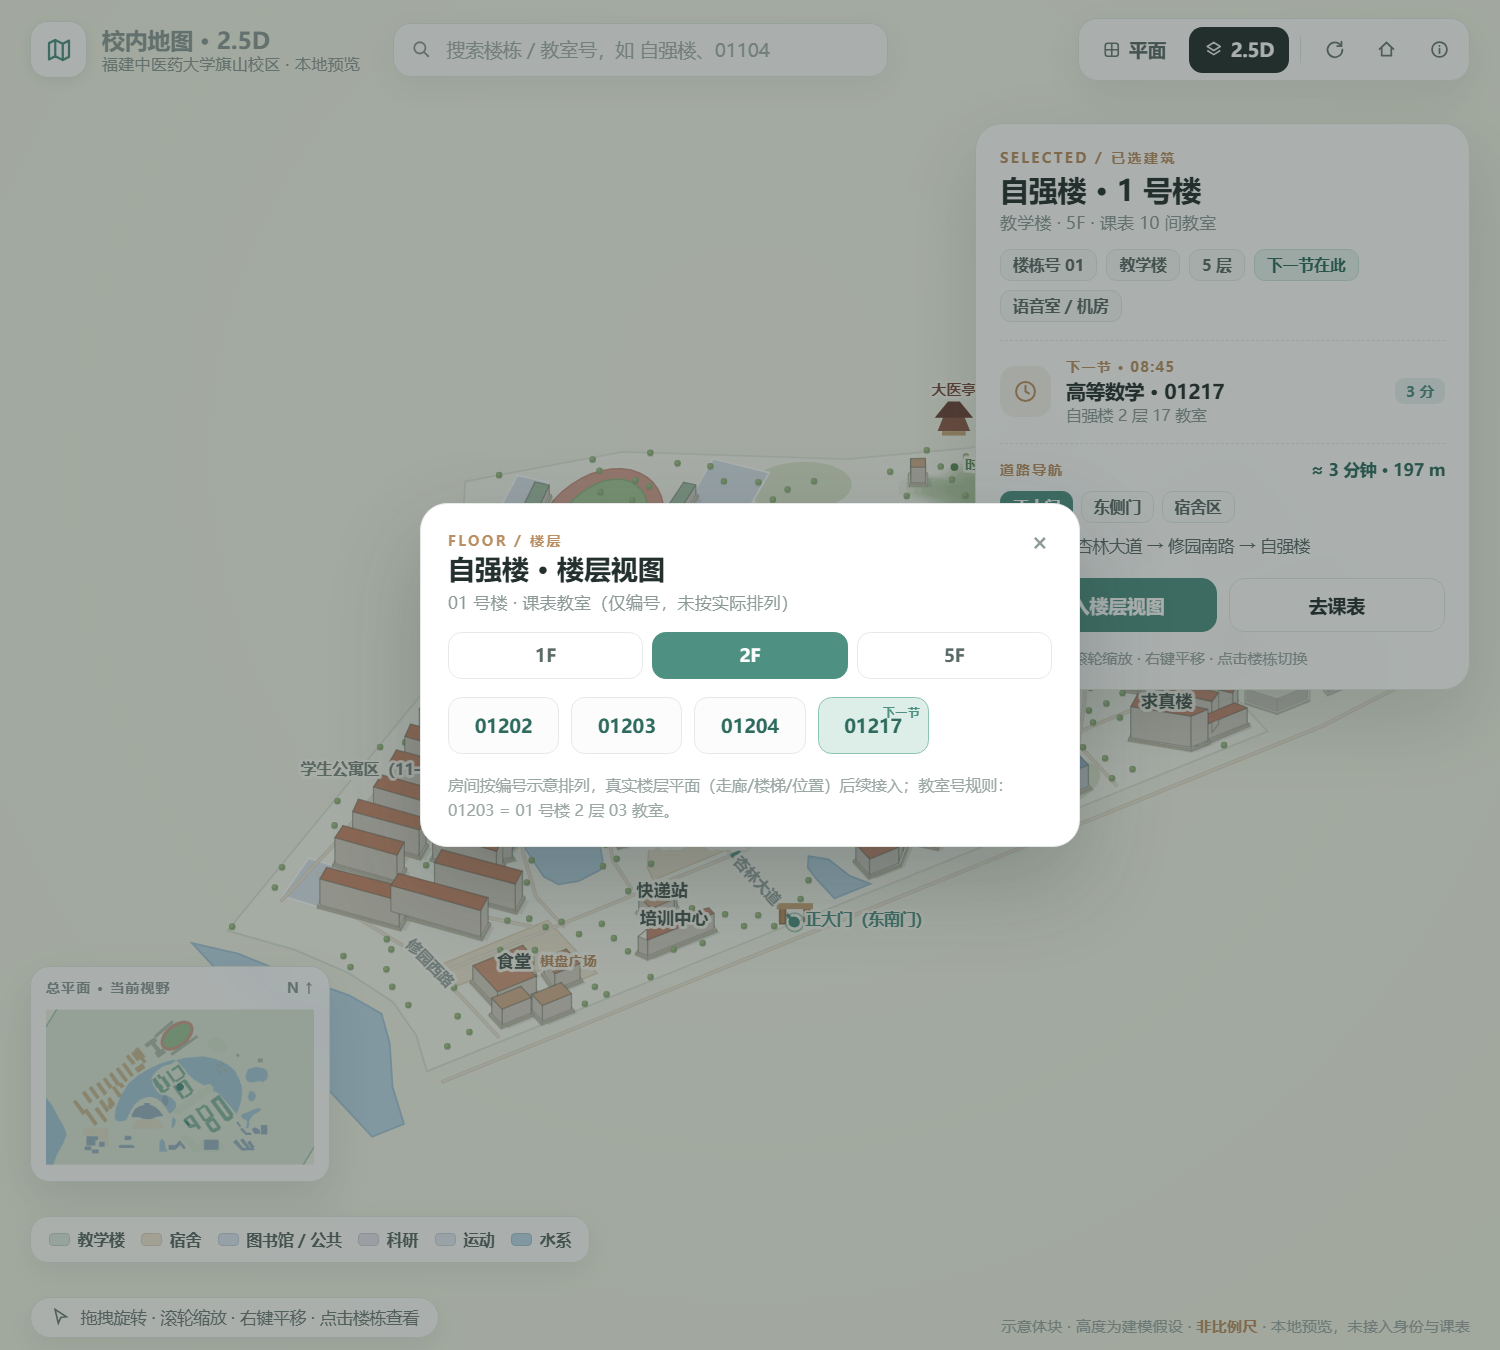 校内地图 • 2.5D
福建中医药大学旗山校区 · 本地预览
搜索楼栋 / 教室号，如 自强楼、01104
平面
2.5D
SELECTED / 已选建筑
自强楼 • 1 号楼
教学楼 · 5F · 课表 10 间教室
楼栋号 01
教学楼
5 层
下一节在此
语音室 / 机房
下一节 • 08:45
高等数学 • 01217
自强楼 2 层 17 教室
3 分
道路导航
≈ 3 分钟 • 197 m
东侧门
宿舍区
杏林大道 → 修园南路 → 自强楼
楼层视图
去课表
滚轮缩放 · 右键平移 · 点击楼栋切换
大医亭
FLOOR / 楼层
×
自强楼 • 楼层视图
01 号楼 · 课表教室（仅编号，未按实际排列）
1F
2F
5F
01202
01203
01204
01217
下一节
房间按编号示意排列，真实楼层平面（走廊/楼梯/位置）后续接入；教室号规则：
01203 = 01 号楼 2 层 03 教室。
求真楼
学生公寓区（11-
杏林大道
快递站
培训中心
正大门（东南门）
修园西路
食堂
棋盘广场
总平面 • 当前视野
N ↑
教学楼
宿舍
图书馆 / 公共
科研
运动
水系
拖拽旋转 · 滚轮缩放 · 右键平移 · 点击楼栋查看
示意体块 · 高度为建模假设 · 非比例尺 · 本地预览，未接入身份与课表